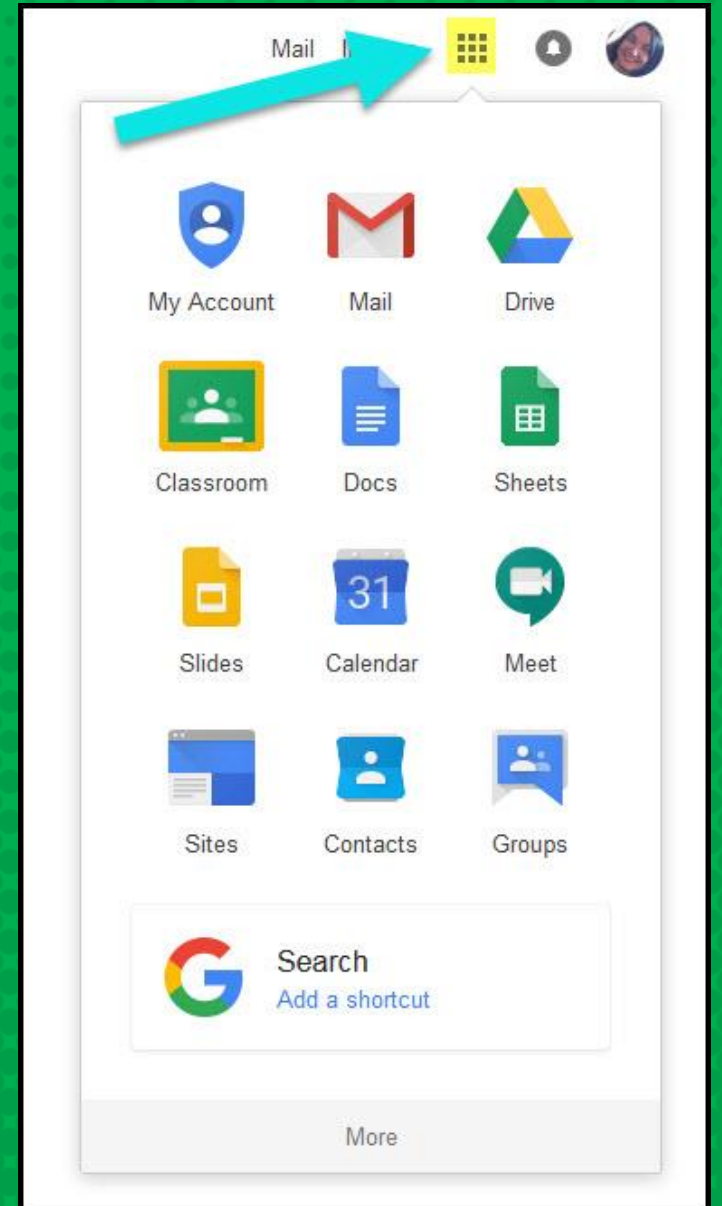 Mail
My Account Mail Drive
Classroom Docs Sheets
31
Slides Calendar Meet
Sites Contacts Groups
Search
Add a shortcut
More